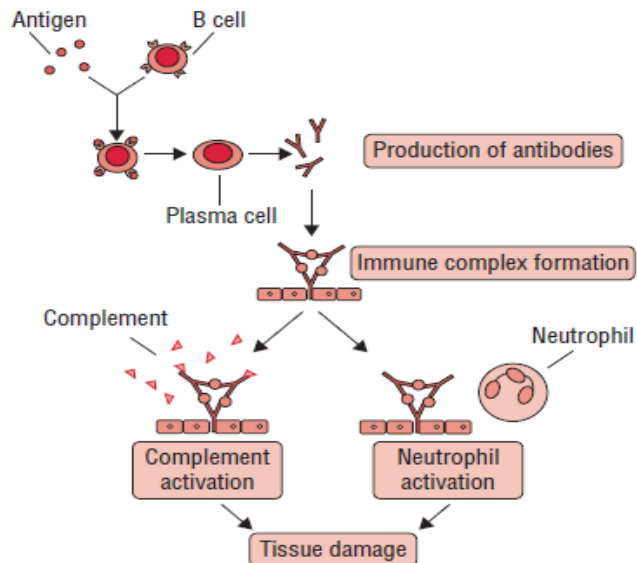 Antigen
B cell
Production of antibodies
Plasma cell
Immune complex formation
Complement
Neutrophil
Complement
activation
Neutrophil
activation
Tissue damage